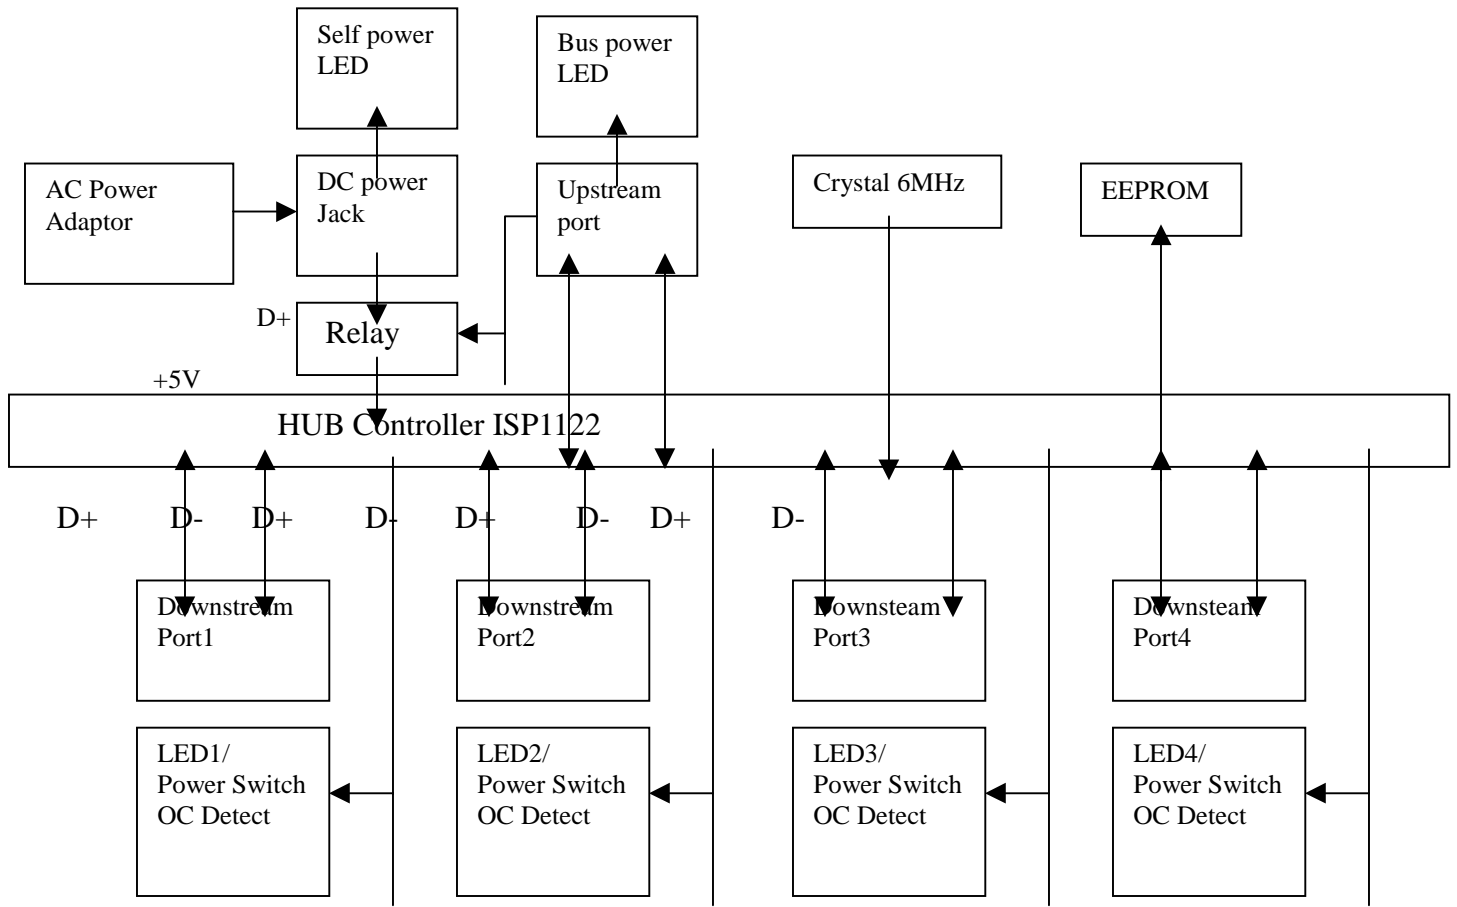 Self power
LED
Bus power
LED
AC Power
Adaptor
DC power
Jack
Upstream
port
Crystal 6MHz
EEPROM
D+
Relay
+5V
HUB Controller ISP1122
D+ D- D+ D- D+ D- D+ D-
Downstream
Port1
Downstream
Port2
Downsteam
Port3
Downsteam
Port4
LED1/
Power Switch
OC Detect
LED2/
Power Switch
OC Detect
LED3/
Power Switch
OC Detect
LED4/
Power Switch
OC Detect